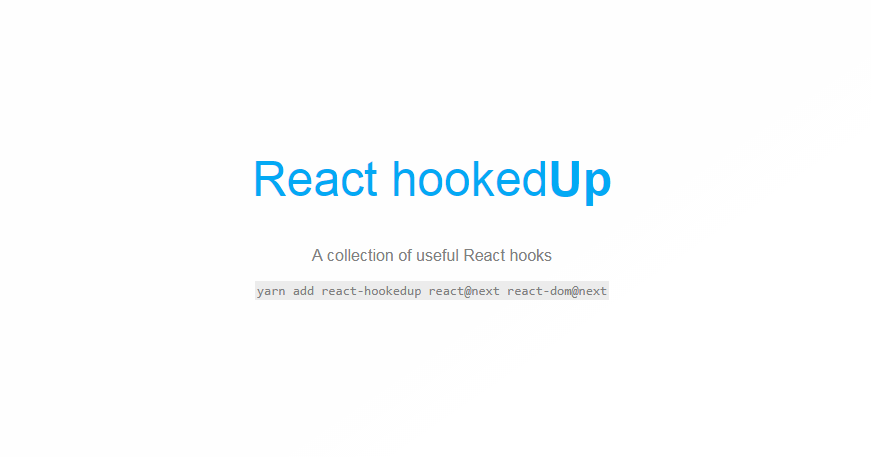 React hookedUp
A collection of useful React hooks
yarn add react-hookedup react@next react-dom@next